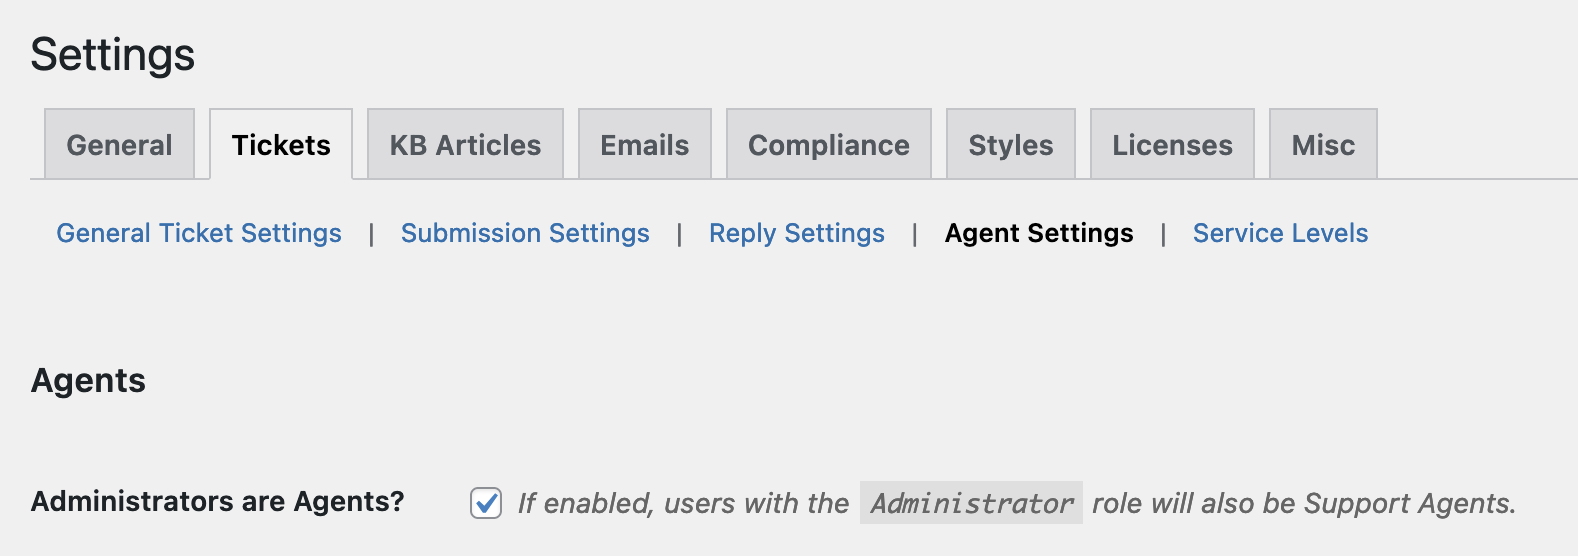 Settings
General Tickets KB Articles Emails Compliance Styles Licenses Misc
General Ticket Settings | Submission Settings | Reply Settings | Agent Settings | Service Levels
Agents
Administrators are Agents? If enabled, users with the Administrator role will also be Support Agents.